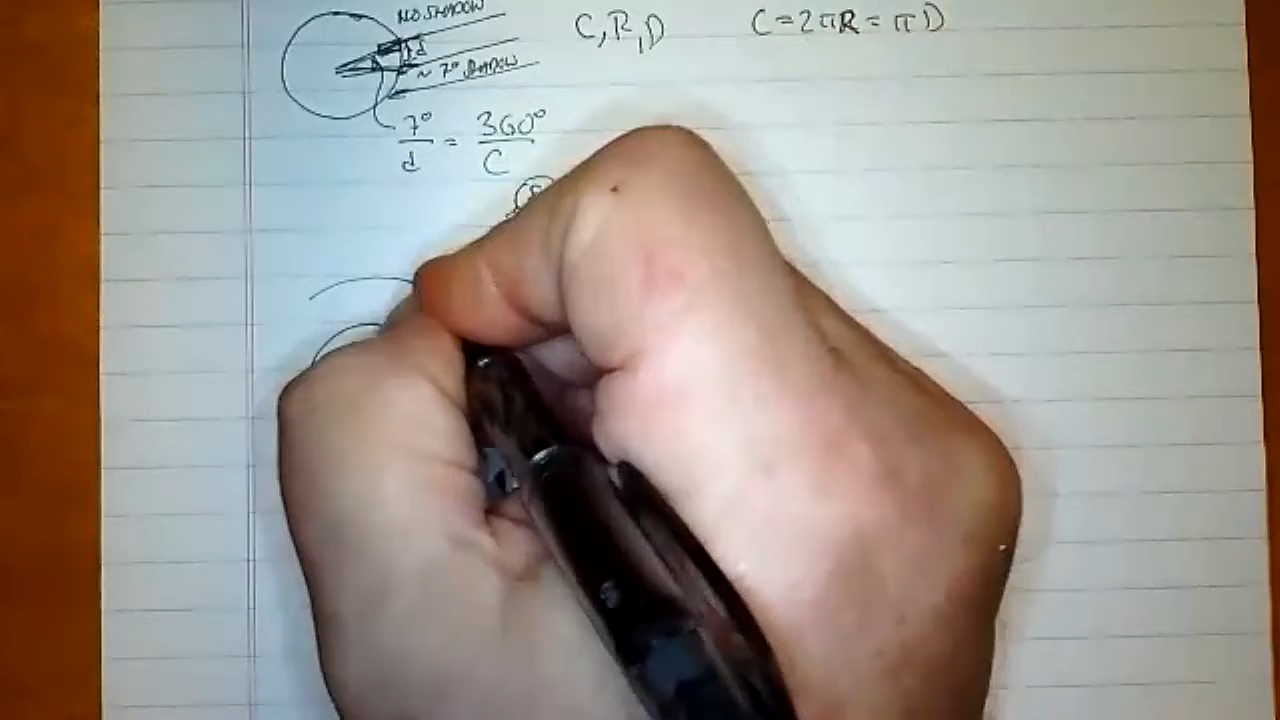 NO SHADOW
d
~ 7° SHADOW
C, R, D
C = 2πR = πD
7°/d = 360°/C